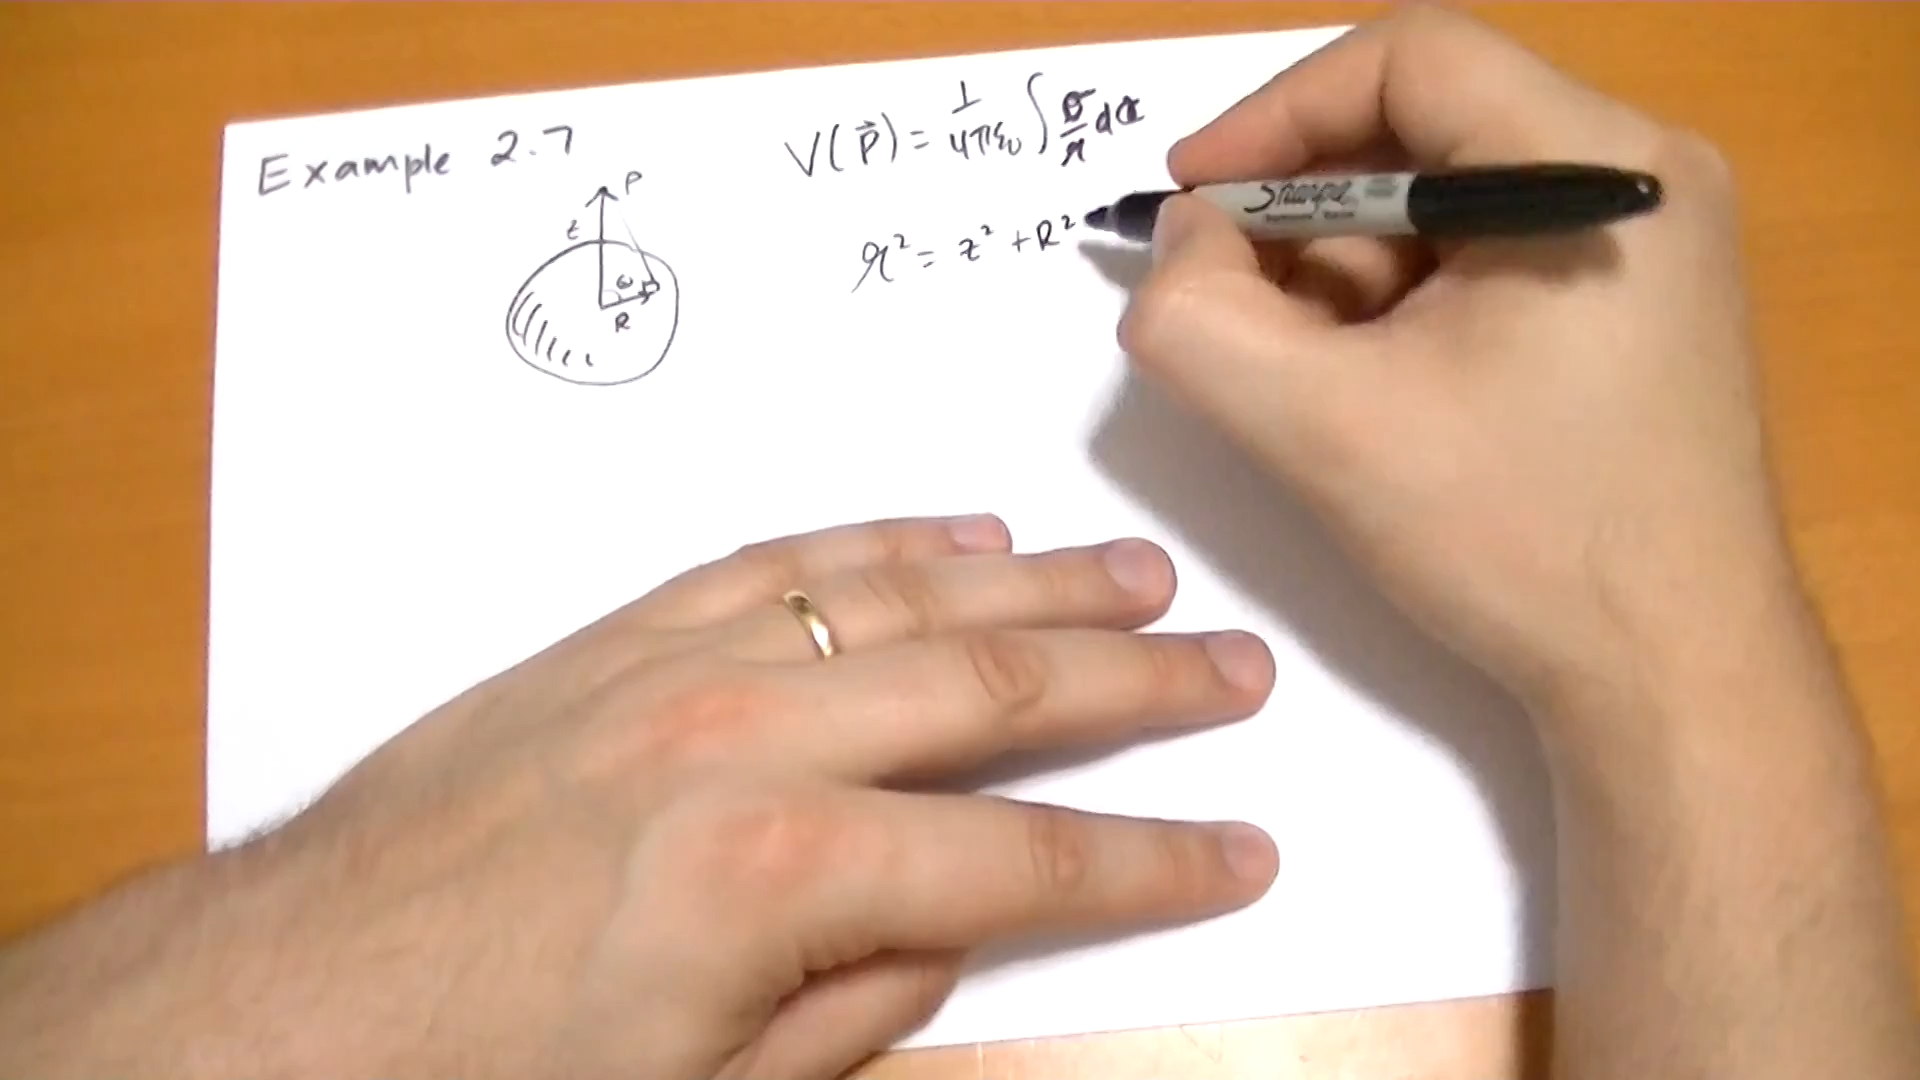 Example 2.7
V(P⃗) = 1/4πε₀ ∫ σ/𝓇 da
P
z
𝓇² = z² + R²
R
Sharpie